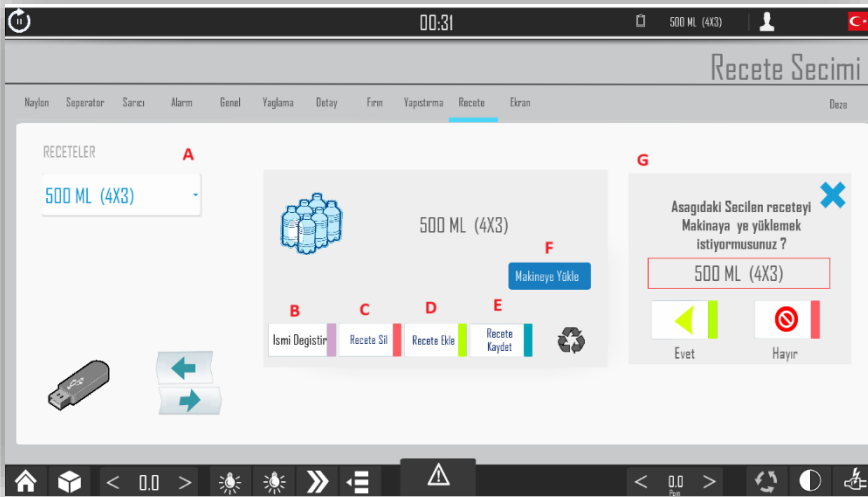 00:31
500 ML (4X3)
Recete Secimi
Naylon Seperator Sarıcı Alarm Genel Yaglama Detay Fırın Yapıstırma Recete Ekran Doze
RECETELER
A
500 ML (4X3)
500 ML (4X3)
F
Makineye Yükle
B
C
D
E
Ismi Degistir
Recete Sil
Recete Ekle
Recete
Kaydet
G
Asagıdaki Secilen receteyi
Makinaya ye yüklemek
istiyormusunuz ?
500 ML (4X3)
Evet
Hayır
< 0.0 >
< 0.0 >